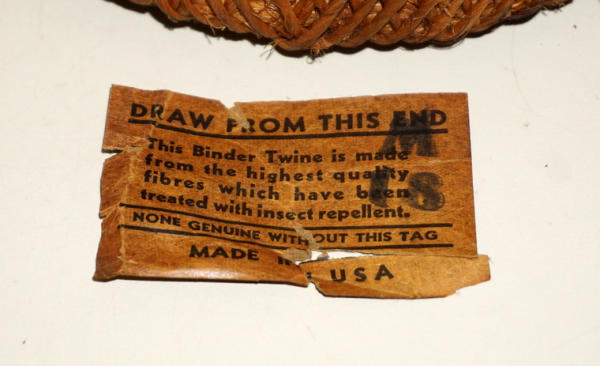 DRAW FROM THIS END
This Binder Twine is made
from the highest quality
fibres which have been
treated with insect repellent.
NONE GENUINE WITHOUT THIS TAG
MADE USA